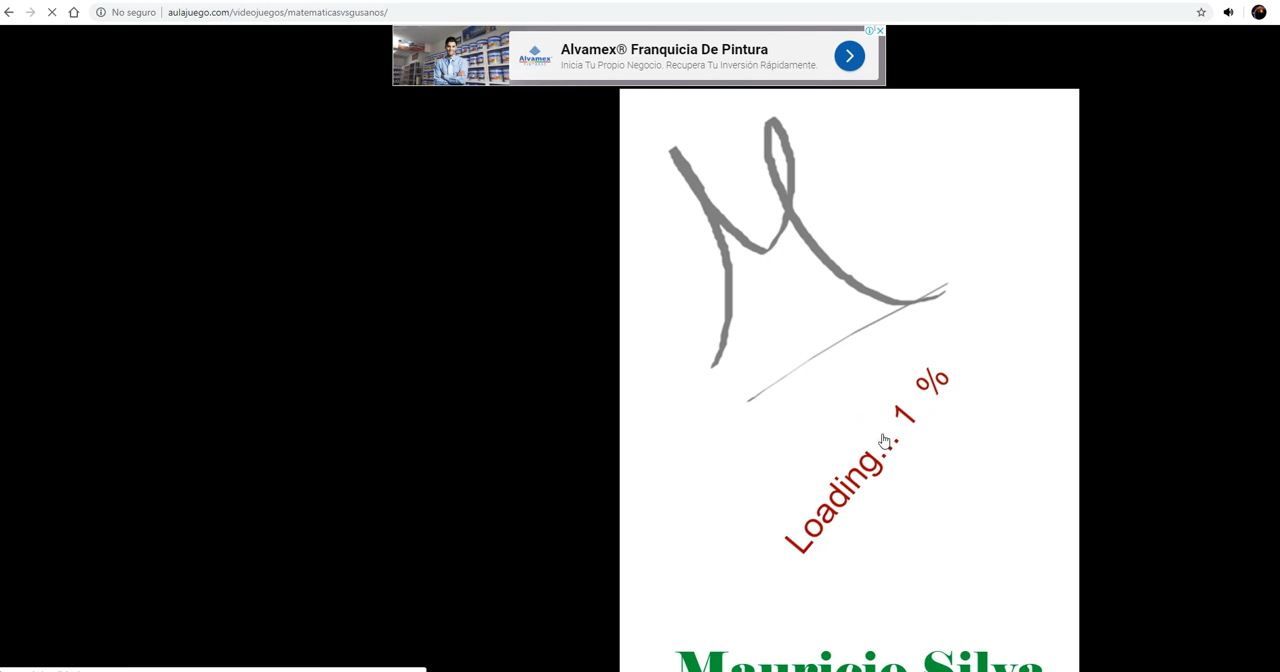 No seguro
aulajuego.com/videojuegos/matematicasvsgusanos/
Alvamex
PINTURAS
Alvamex® Franquicia De Pintura
Inicia Tu Propio Negocio. Recupera Tu Inversión Rápidamente.
M
Loading... 1 %
Mauricio Silva